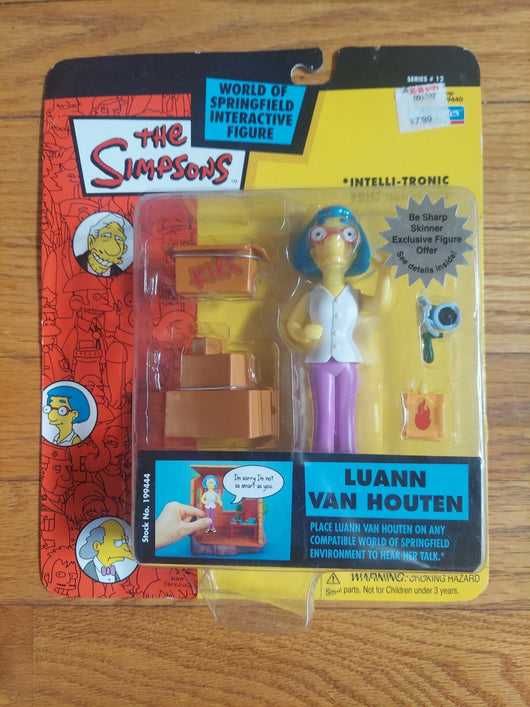 WORLD OF
SPRINGFIELD
INTERACTIVE
FIGURE
SERIES # 12
$7.99
THE
SIMPSONS
TM
*INTELLI-TRONIC
Be Sharp
Skinner
Exclusive Figure
Offer
See details inside!
Kirk
I'm sorry I'm not
as smart as you.
Stock No. 199444
LUANN
VAN HOUTEN
PLACE LUANN VAN HOUTEN ON ANY
COMPATIBLE WORLD OF SPRINGFIELD
ENVIRONMENT TO HEAR HER TALK.*
WARNING: CHOKING HAZARD
Small parts. Not for Children under 3 years.